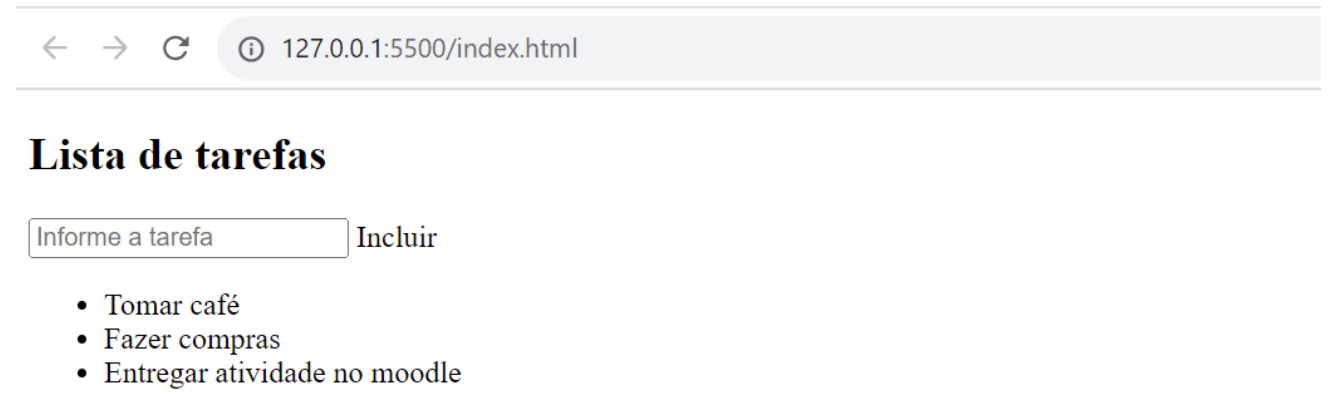 127.0.0.1:5500/index.html
Lista de tarefas
Informe a tarefa Incluir
Tomar café
Fazer compras
Entregar atividade no moodle